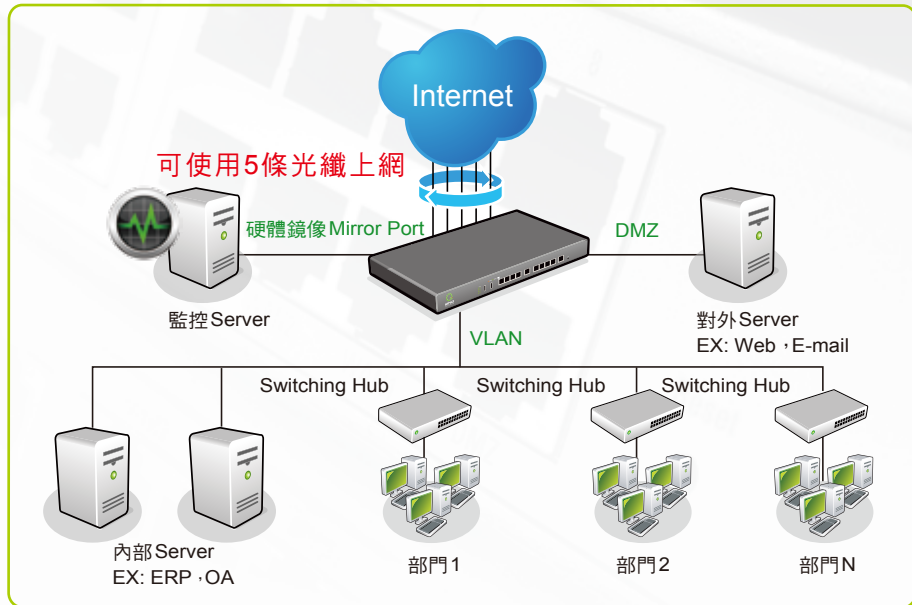 Internet
可使用5條光纖上網
硬體鏡像Mirror Port
DMZ
監控Server
對外Server
EX: Web,E-mail
VLAN
Switching Hub
Switching Hub
Switching Hub
內部Server
EX: ERP,OA
部門1
部門2
部門N